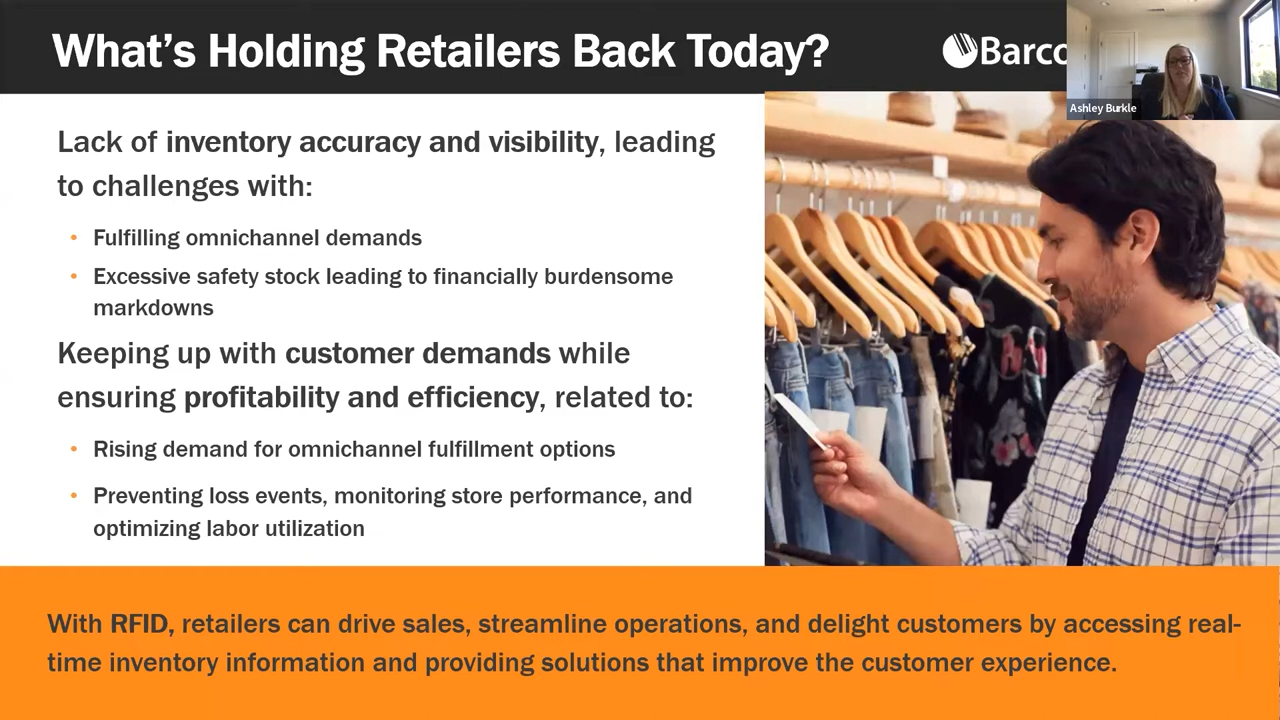 What's Holding Retailers Back Today?
Ashley Burkle
Lack of inventory accuracy and visibility, leading
to challenges with:
• Fulfilling omnichannel demands
• Excessive safety stock leading to financially burdensome
markdowns
Keeping up with customer demands while
ensuring profitability and efficiency, related to:
• Rising demand for omnichannel fulfillment options
• Preventing loss events, monitoring store performance, and
optimizing labor utilization
With RFID, retailers can drive sales, streamline operations, and delight customers by accessing real-
time inventory information and providing solutions that improve the customer experience.